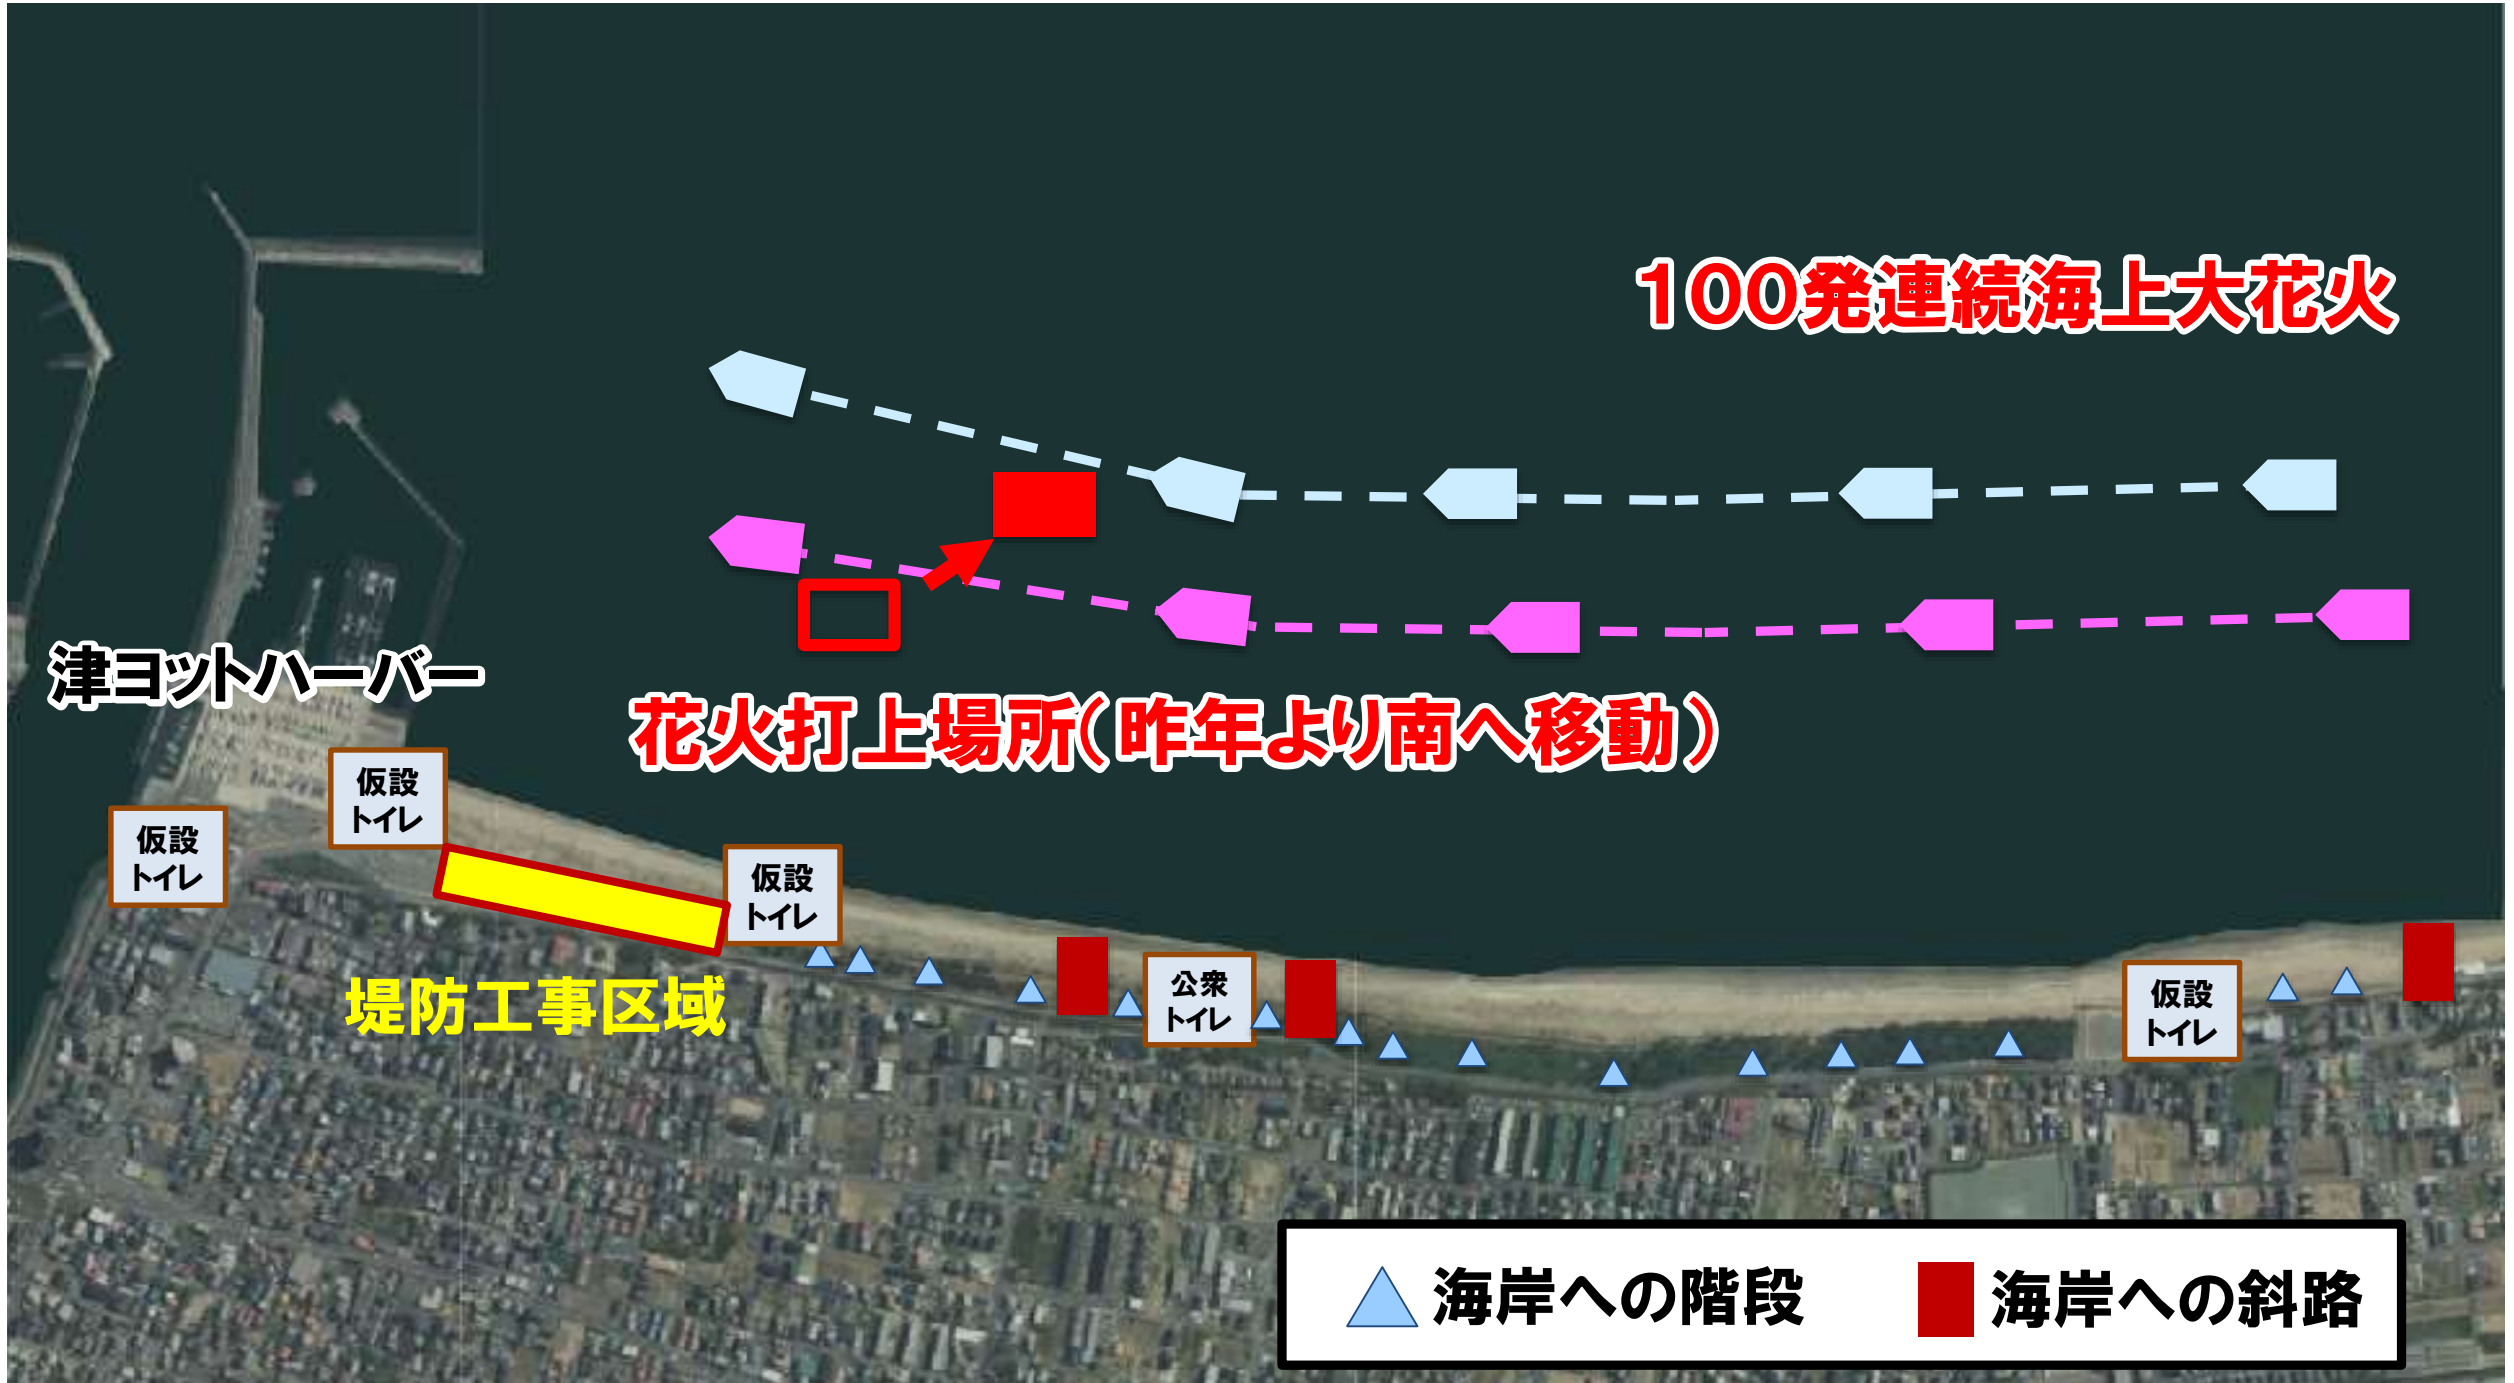 100発連続海上大花火
津ヨットハーバー
花火打上場所(昨年より南へ移動)
仮設
トイレ
仮設
トイレ
仮設
トイレ
堤防工事区域
公衆
トイレ
仮設
トイレ
海岸への階段
海岸への斜路